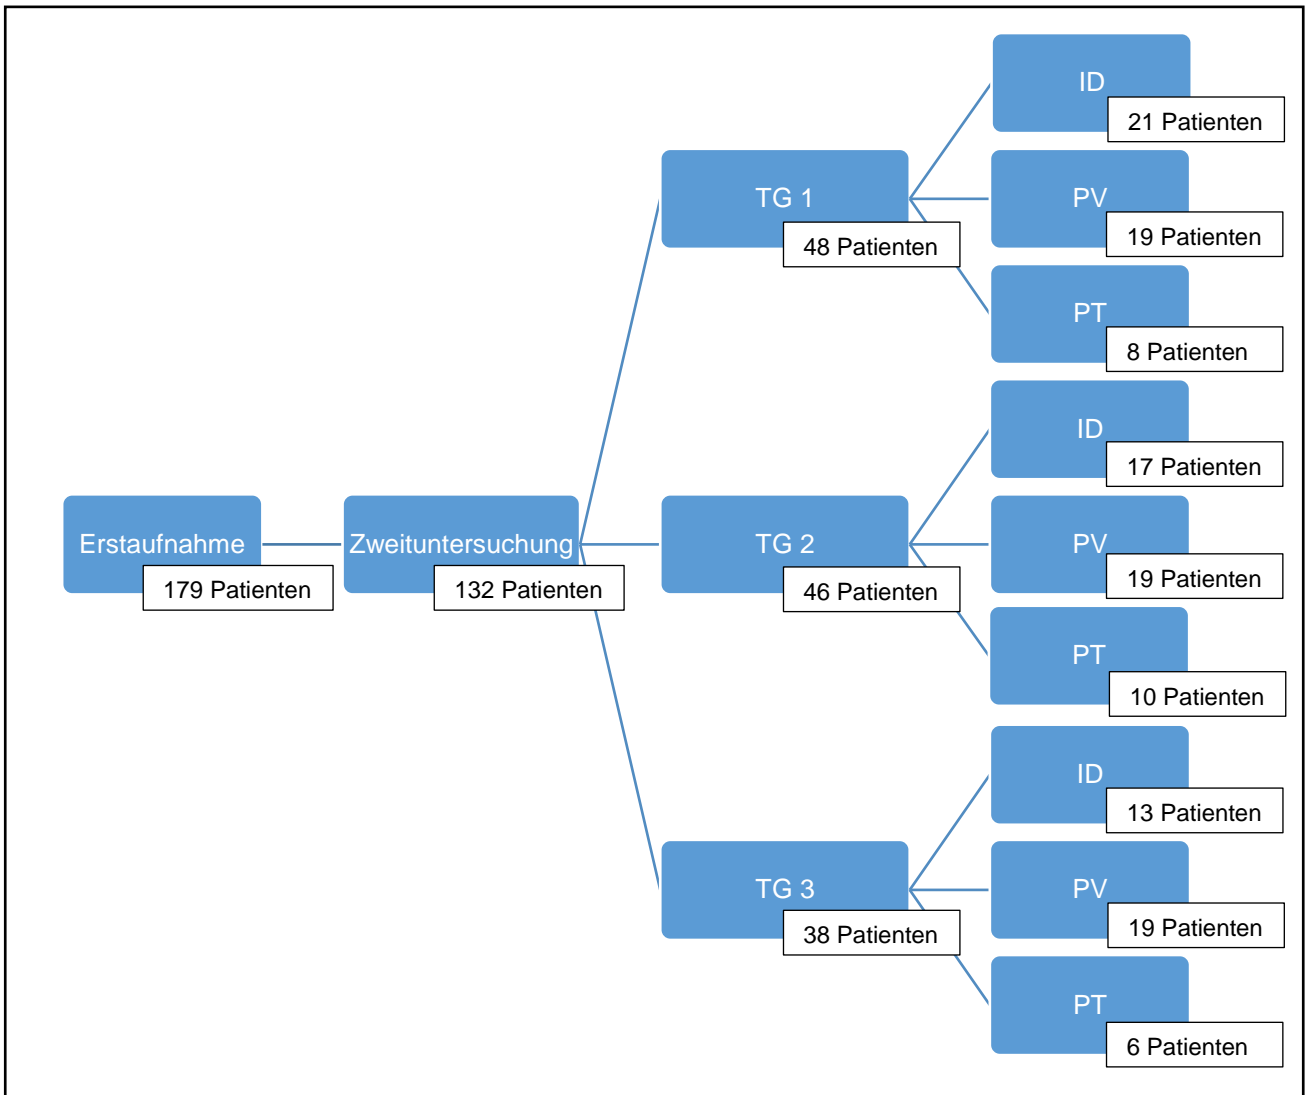 Erstaufnahme
179 Patienten
Zweituntersuchung
132 Patienten
TG 1
48 Patienten
ID
21 Patienten
PV
19 Patienten
PT
8 Patienten
TG 2
46 Patienten
ID
17 Patienten
PV
19 Patienten
PT
10 Patienten
TG 3
38 Patienten
ID
13 Patienten
PV
19 Patienten
PT
6 Patienten